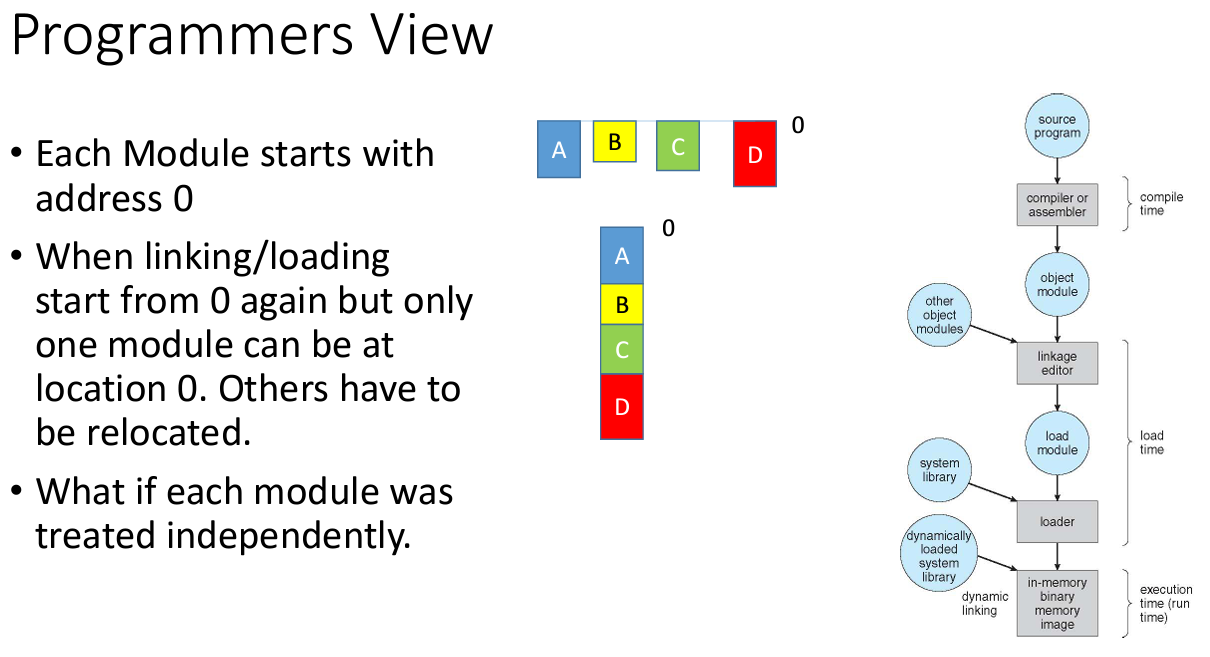 Programmers View
• Each Module starts with
address 0
• When linking/loading
start from 0 again but only
one module can be at
location 0. Others have to
be relocated.
• What if each module was
treated independently.
A
B
C
D
0
0
A
B
C
D
source
program
compiler or
assembler
compile
time
object
module
other
object
modules
linkage
editor
load
module
load
time
system
library
loader
dynamically
loaded
system
library
dynamic
linking
in-memory
binary
memory
image
execution
time (run
time)